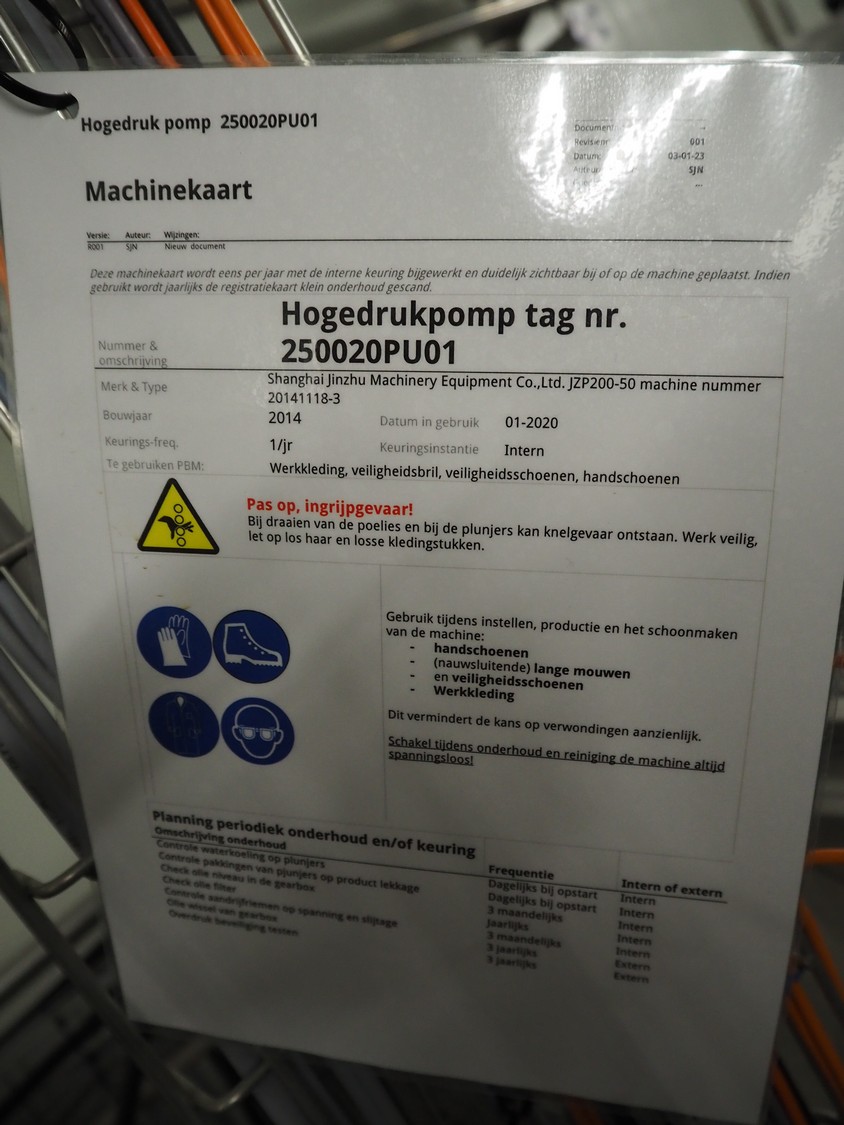 Hogedruk pomp 250020PU01
Document
Revisienr 001
Datum: 03-01-23
SJN
Machinekaart
Versie: Auteur: Wijzingen:
R001 SJN Nieuw document
Deze machinekaart wordt eens per jaar met de interne keuring bijgewerkt en duidelijk zichtbaar bij of op de machine geplaatst. Indien
gebruikt wordt jaarlijks de registratiekaart klein onderhoud gescand.
Nummer &
omschrijving
Hogedrukpomp tag nr.
250020PU01
Merk & Type Shanghai Jinzhu Machinery Equipment Co.,Ltd. JZP200-50 machine nummer
20141118-3
Bouwjaar 2014 Datum in gebruik 01-2020
Keurings-freq. 1/jr Keuringsinstantie Intern
Te gebruiken PBM: Werkkleding, veiligheidsbril, veiligheidsschoenen, handschoenen
Pas op, ingrijpgevaar!
Bij draaien van de poelies en bij de plunjers kan knelgevaar ontstaan. Werk veilig,
let op los haar en losse kledingstukken.
Gebruik tijdens instellen, productie en het schoonmaken
van de machine:
- handschoenen
- (nauwsluitende) lange mouwen
- en veiligheidsschoenen
- Werkkleding
Dit vermindert de kans op verwondingen aanzienlijk.
Schakel tijdens onderhoud en reiniging de machine altijd
spanningsloos!
Planning periodiek onderhoud en/of keuring
Omschrijving onderhoud Frequentie Intern of extern
Controle waterkoeling op plunjers Dagelijks bij opstart Intern
Controle pakkingen van pjunjers op product lekkage Dagelijks bij opstart Intern
Check olie niveau in de gearbox 3 maandelijks Intern
Check olie filter Jaarlijks Intern
Controle aandrijfriemen op spanning en slijtage 3 maandelijks Intern
Olie wissel van gearbox 3 jaarlijks Extern
Overdruk beveiliging testen 3 jaarlijks Extern